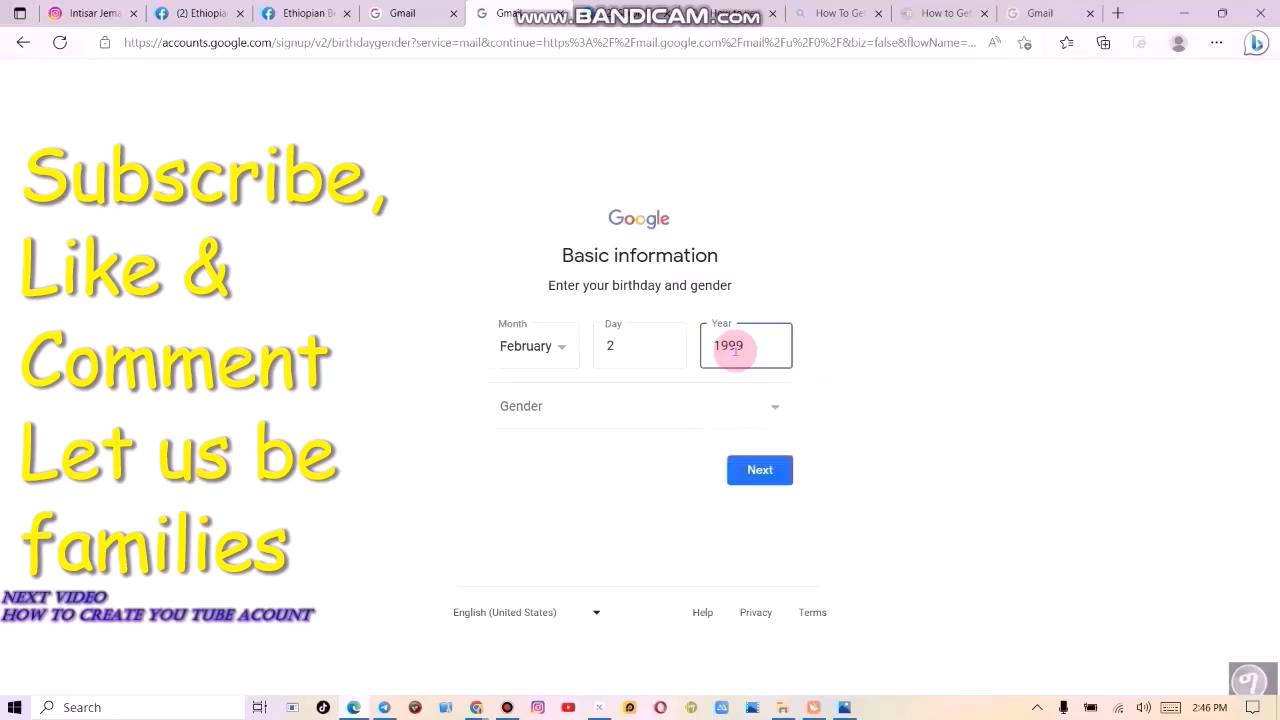 Intisar Jema
(2) Ethiop
Ethiopian B
Gmail
Gma
www.BANDICAM.com
How To C
How to Get
Gmail
https://accounts.google.com/signup/v2/birthdaygender?service=mail&continue=https%3A%2F%2Fmail.google.com%2Fmail%2Fu%2F0%2F&biz=false&flowName=...
Subscribe,
Like &
Comment
Let us be
families
NEXT VIDEO
HOW TO CREATE YOU TUBE ACOUNT
Google
Basic information
Enter your birthday and gender
Month
Day
Year
February
2
1999
Gender
Next
English (United States)
Help
Privacy
Terms
Search
2:46 PM